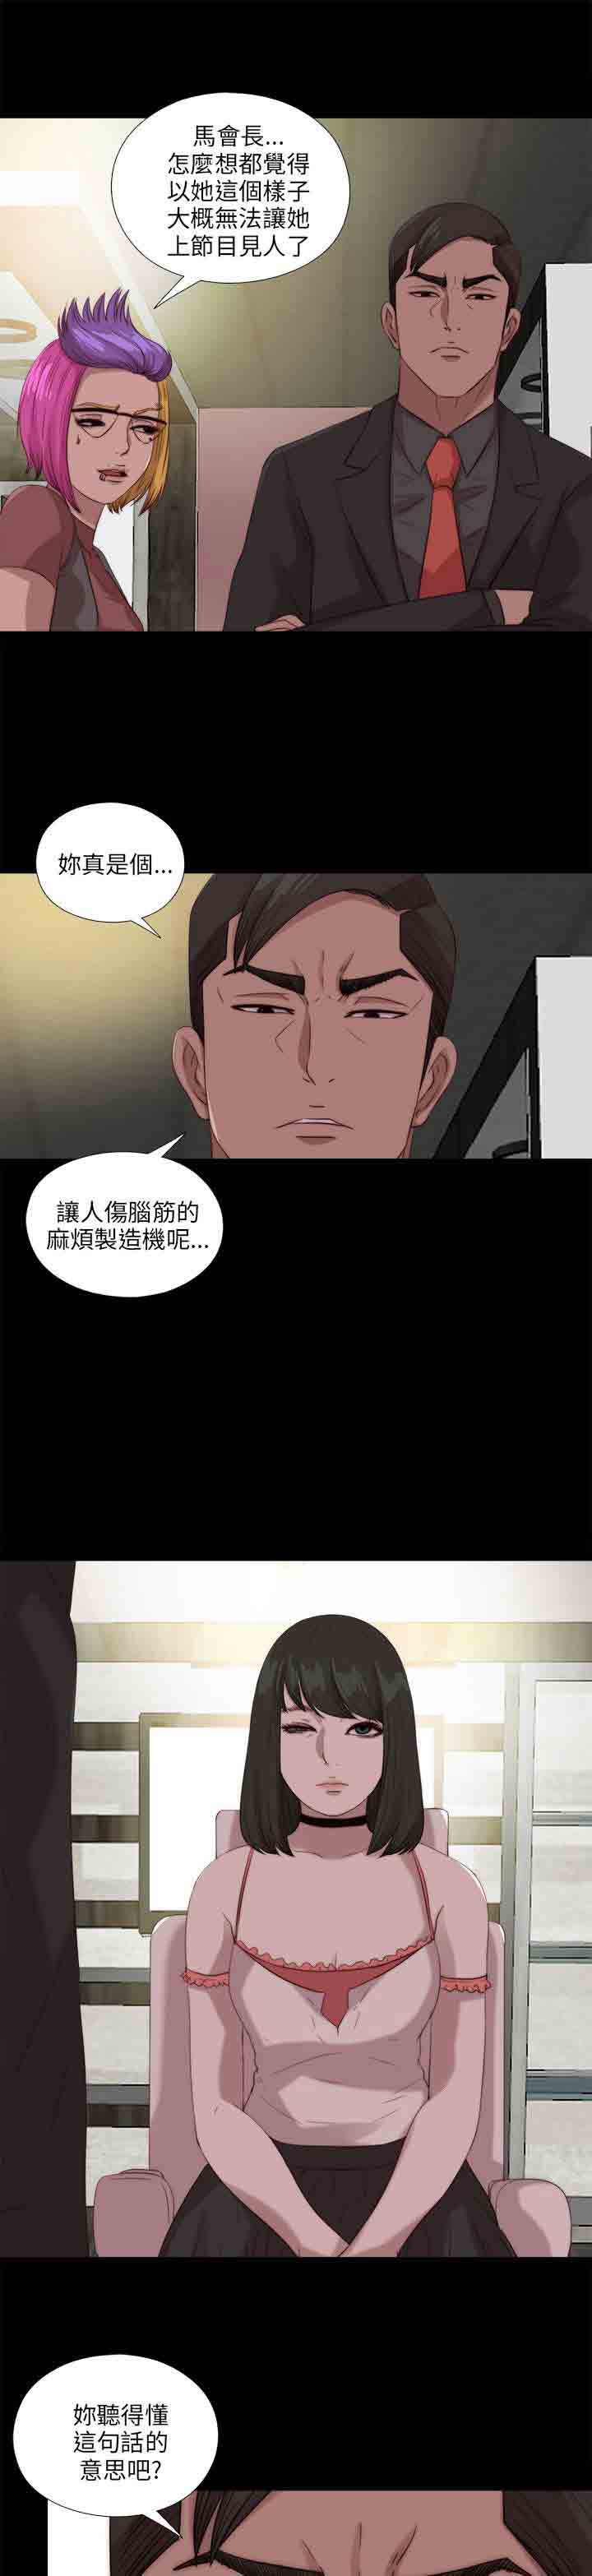 馬會長...
怎麼想都覺得
以她這個樣子
大概無法讓她
上節目見人了
妳真是個...
讓人傷腦筋的
麻煩製造機呢...
妳聽得懂
這句話的
意思吧?